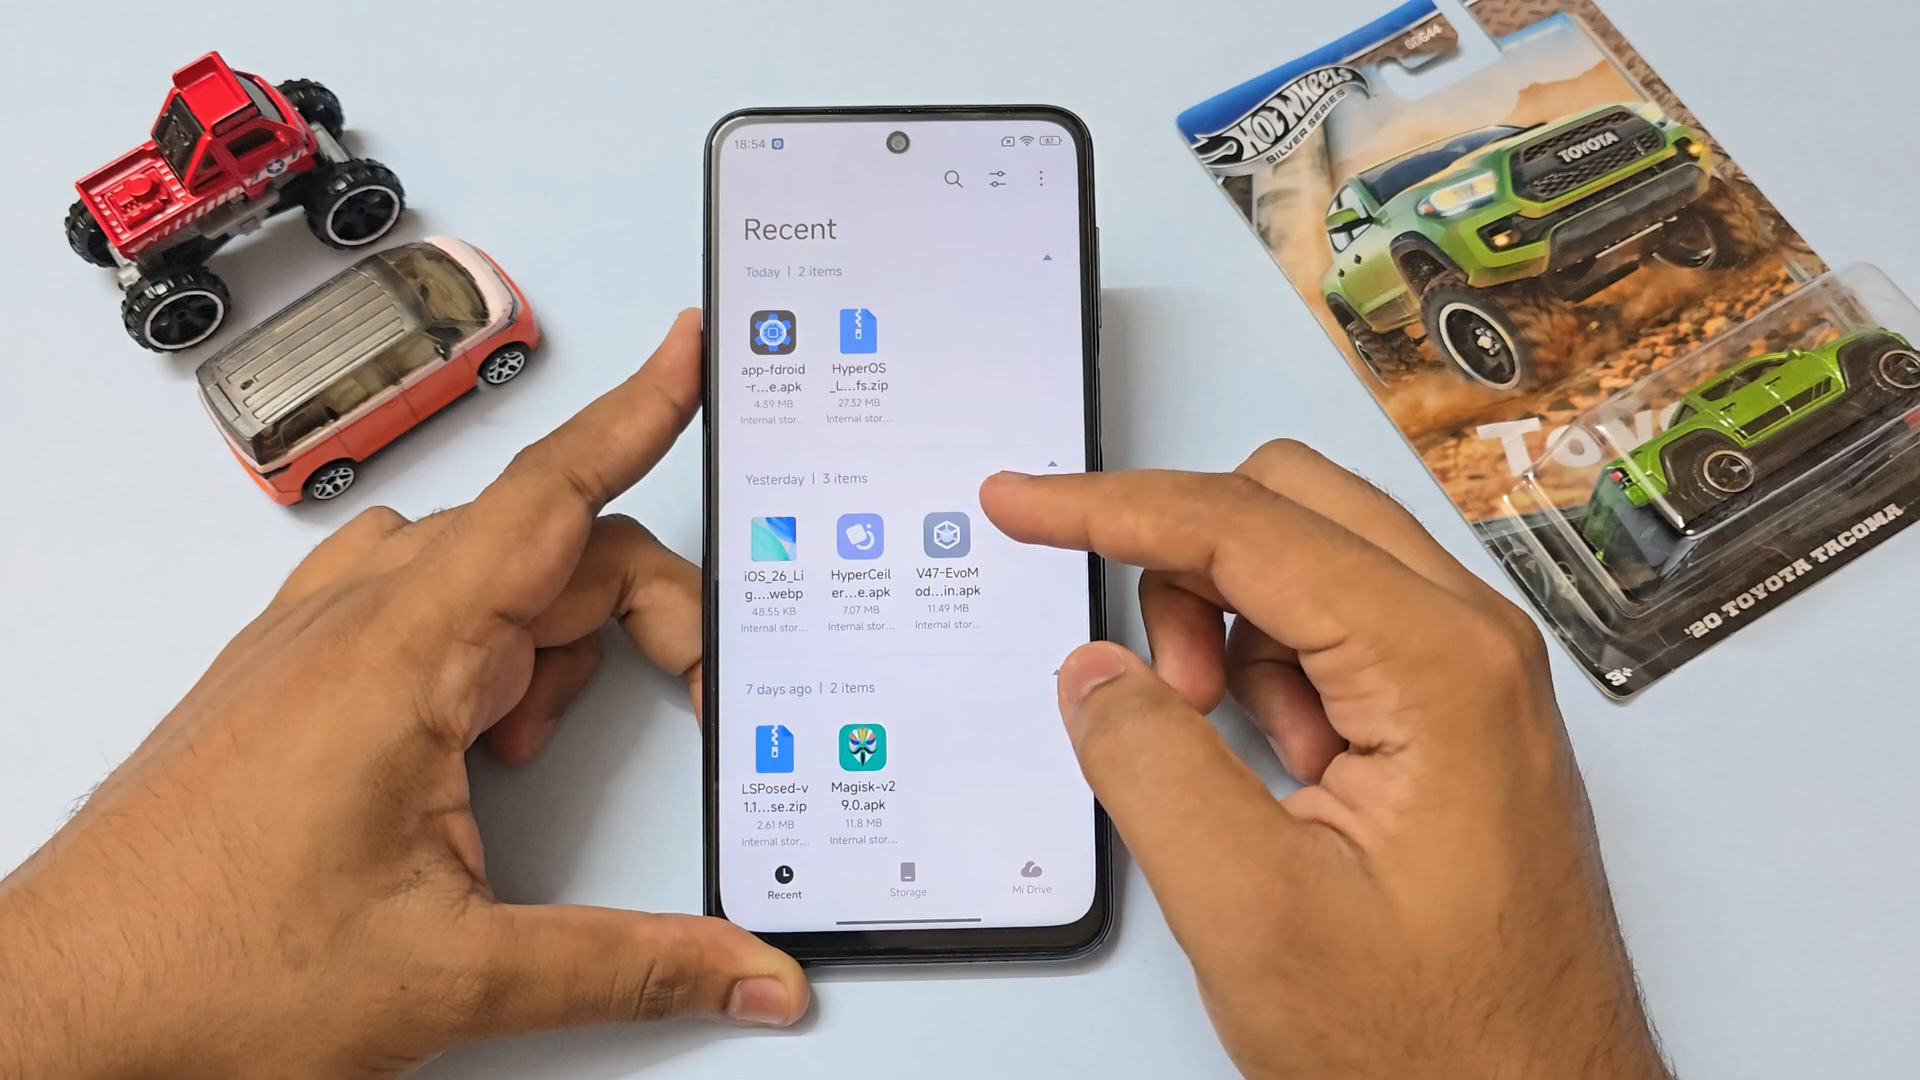 18:54
67
Recent
Today | 2 items
app-fdroid
-r...e.apk
4.39 MB
Internal stor...
HyperOS
_L...fs.zip
27.32 MB
Internal stor...
Yesterday | 3 items
iOS_26_Li
g....webp
48.55 KB
Internal stor...
HyperCeil
er...e.apk
7.07 MB
Internal stor...
V47-EvoM
od...in.apk
11.49 MB
Internal stor...
7 days ago | 2 items
LSPosed-v
1.1...se.zip
2.61 MB
Internal stor...
Magisk-v2
9.0.apk
11.8 MB
Internal stor...
Recent
Storage
Mi Drive
Hot Wheels
SILVER SERIES
TOYOTA
'20 TOYOTA TACOMA
3+